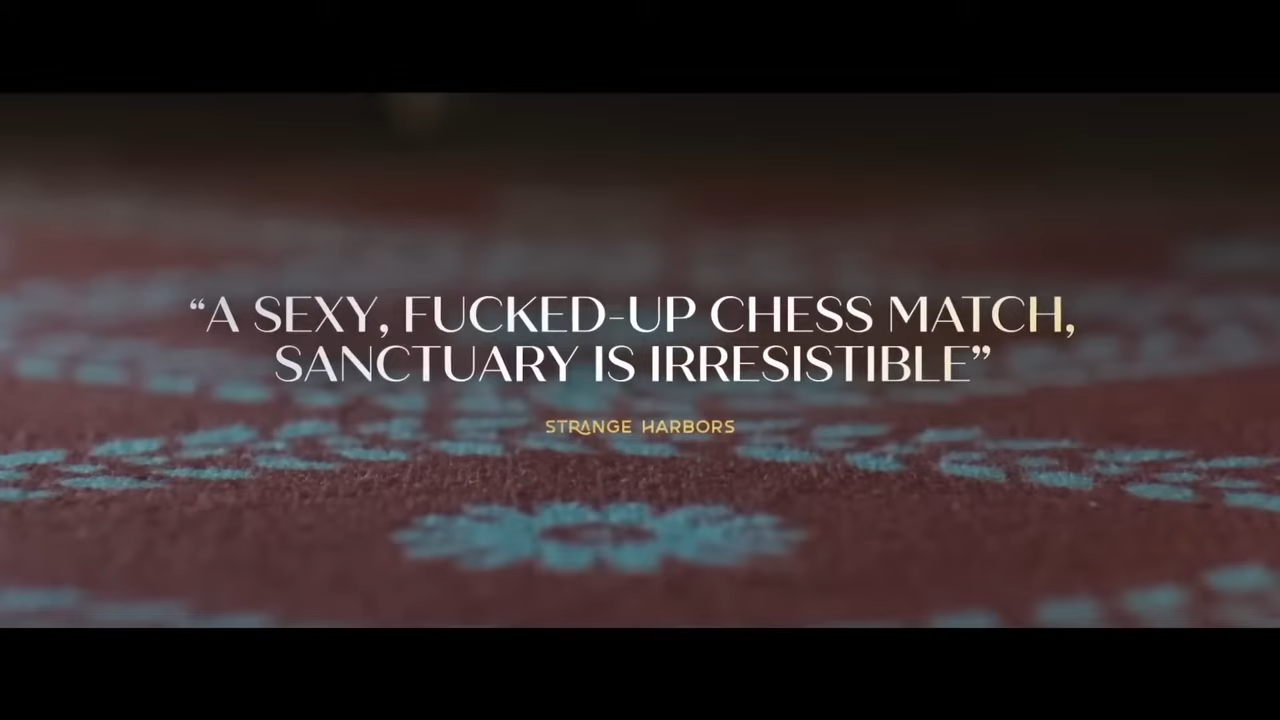 “A SEXY, FUCKED-UP CHESS MATCH,
SANCTUARY IS IRRESISTIBLE”
STRANGE HARBORS